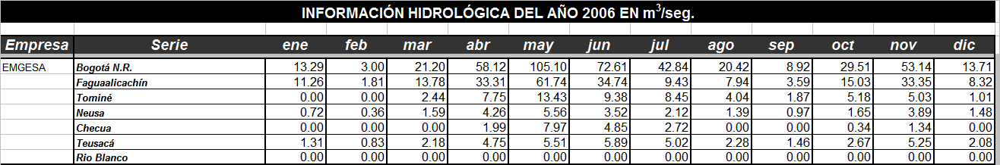 INFORMACIÓN HIDROLÓGICA DEL AÑO 2006 EN m³/seg.
Empresa Serie ene feb mar abr may jun jul ago sep oct nov dic
EMGESA Bogotá N.R. 13.29 3.00 21.20 58.12 105.10 72.61 42.84 20.42 8.92 29.51 53.14 13.71
Faguaalicachín 11.26 1.81 13.78 33.31 61.74 34.74 9.43 7.94 3.59 15.03 33.35 8.32
Tominé 0.00 0.00 2.44 7.75 13.43 9.38 8.45 4.04 1.87 5.18 5.03 1.01
Neusa 0.72 0.36 1.59 4.26 5.56 3.52 2.12 1.39 0.97 1.65 3.89 1.48
Checua 0.00 0.00 0.00 1.99 7.97 4.85 2.72 0.00 0.00 0.34 1.34 0.00
Teusacá 1.31 0.83 2.18 4.75 5.51 5.89 5.02 2.28 1.46 2.67 5.25 2.08
Rio Blanco 0.00 0.00 0.00 0.00 0.00 0.00 0.00 0.00 0.00 0.00 0.00 0.00